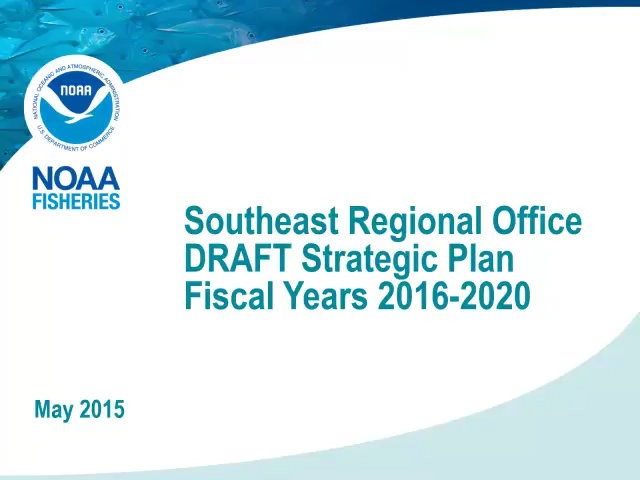 NATIONAL OCEANIC AND ATMOSPHERIC ADMINISTRATION
NOAA
U.S. DEPARTMENT OF COMMERCE
NOAA
FISHERIES
Southeast Regional Office
DRAFT Strategic Plan
Fiscal Years 2016-2020
May 2015